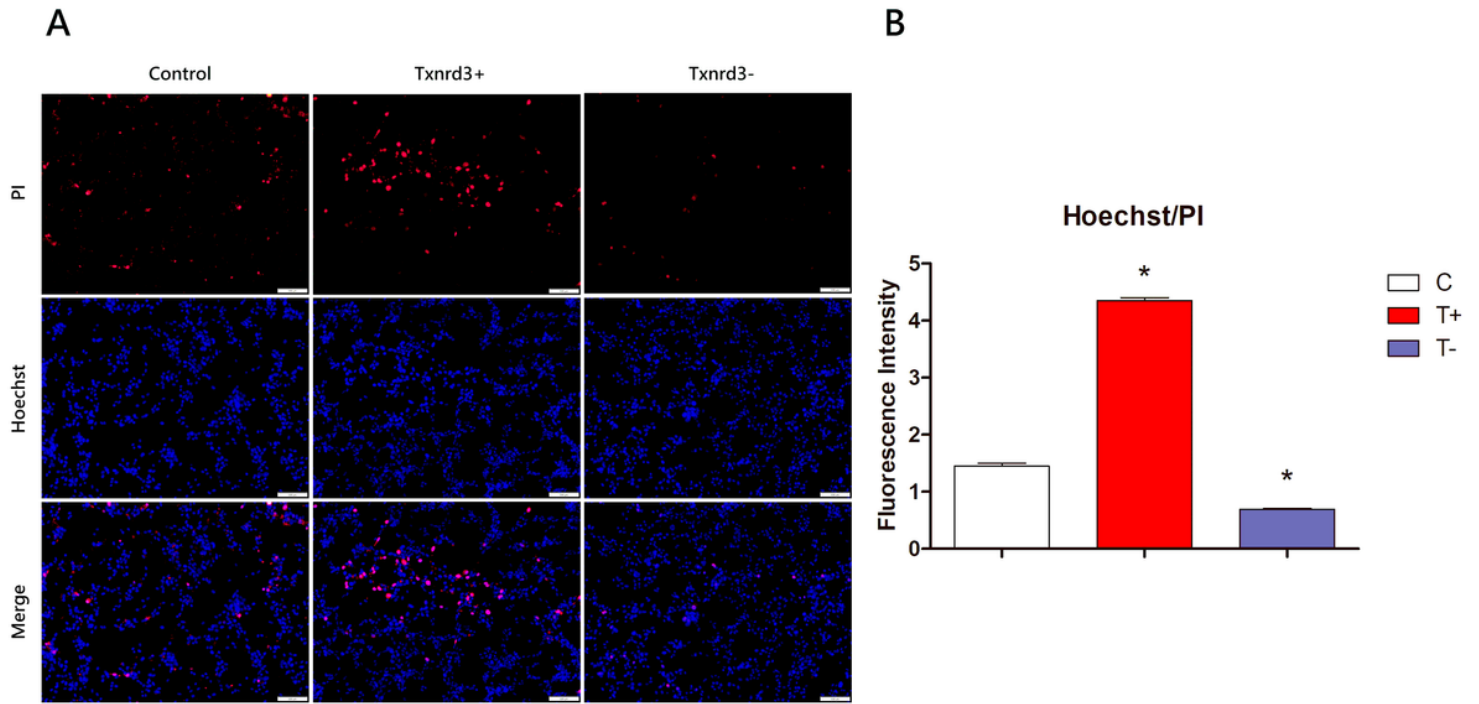 A
B
Control
Txnrd3+
Txnrd3-
PI
Hoechst
Merge
Hoechst/PI
Fluorescence Intensity
5
4
3
2
1
0
*
*
C
T+
T-